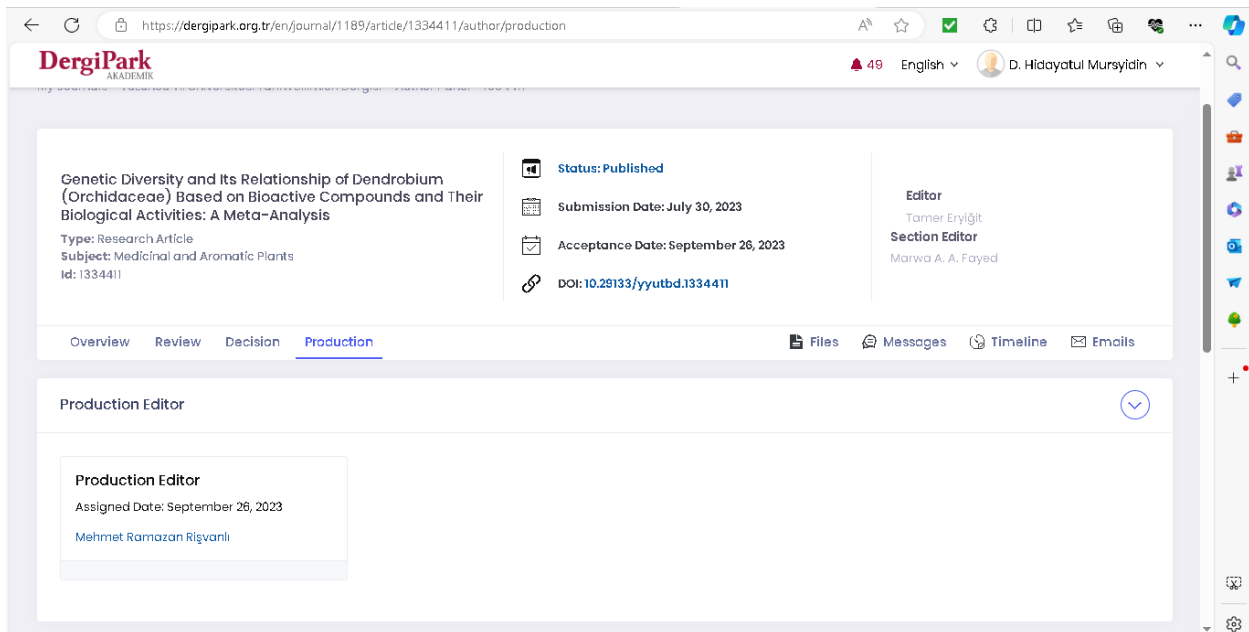 https://dergipark.org.tr/en/journal/1189/article/1334411/author/production
DergiPark
AKADEMİK
49
English
D. Hidayatul Mursyidin
Genetic Diversity and Its Relationship of Dendrobium
(Orchidaceae) Based on Bioactive Compounds and Their
Biological Activities: A Meta-Analysis
Type: Research Article
Subject: Medicinal and Aromatic Plants
Id: 1334411
Status: Published
Submission Date: July 30, 2023
Acceptance Date: September 26, 2023
DOI: 10.29133/yyutbd.1334411
Editor
Tamer Eryiğit
Section Editor
Marwa A. A. Fayed
Overview Review Decision Production
Files Messages Timeline Emails
Production Editor
Production Editor
Assigned Date: September 26, 2023
Mehmet Ramazan Rişvanlı